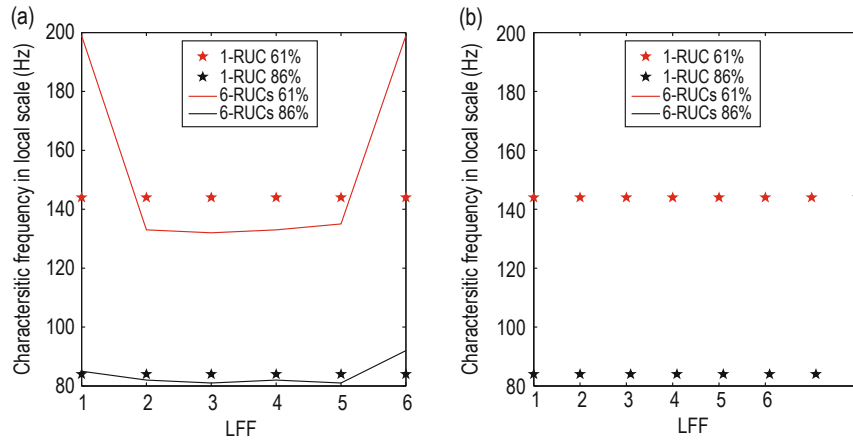 (a)
Charactersitic frequency in local scale (Hz)
200
180
160
140
120
100
80
1-RUC 61%
1-RUC 86%
6-RUCs 61%
6-RUCs 86%
1 2 3 4 5 6
LFF
(b)
Charactersitic frequency in local scale (Hz)
200
180
160
140
120
100
80
1-RUC 61%
1-RUC 86%
6-RUCs 61%
6-RUCs 86%
1 2 3 4 5 6
LFF